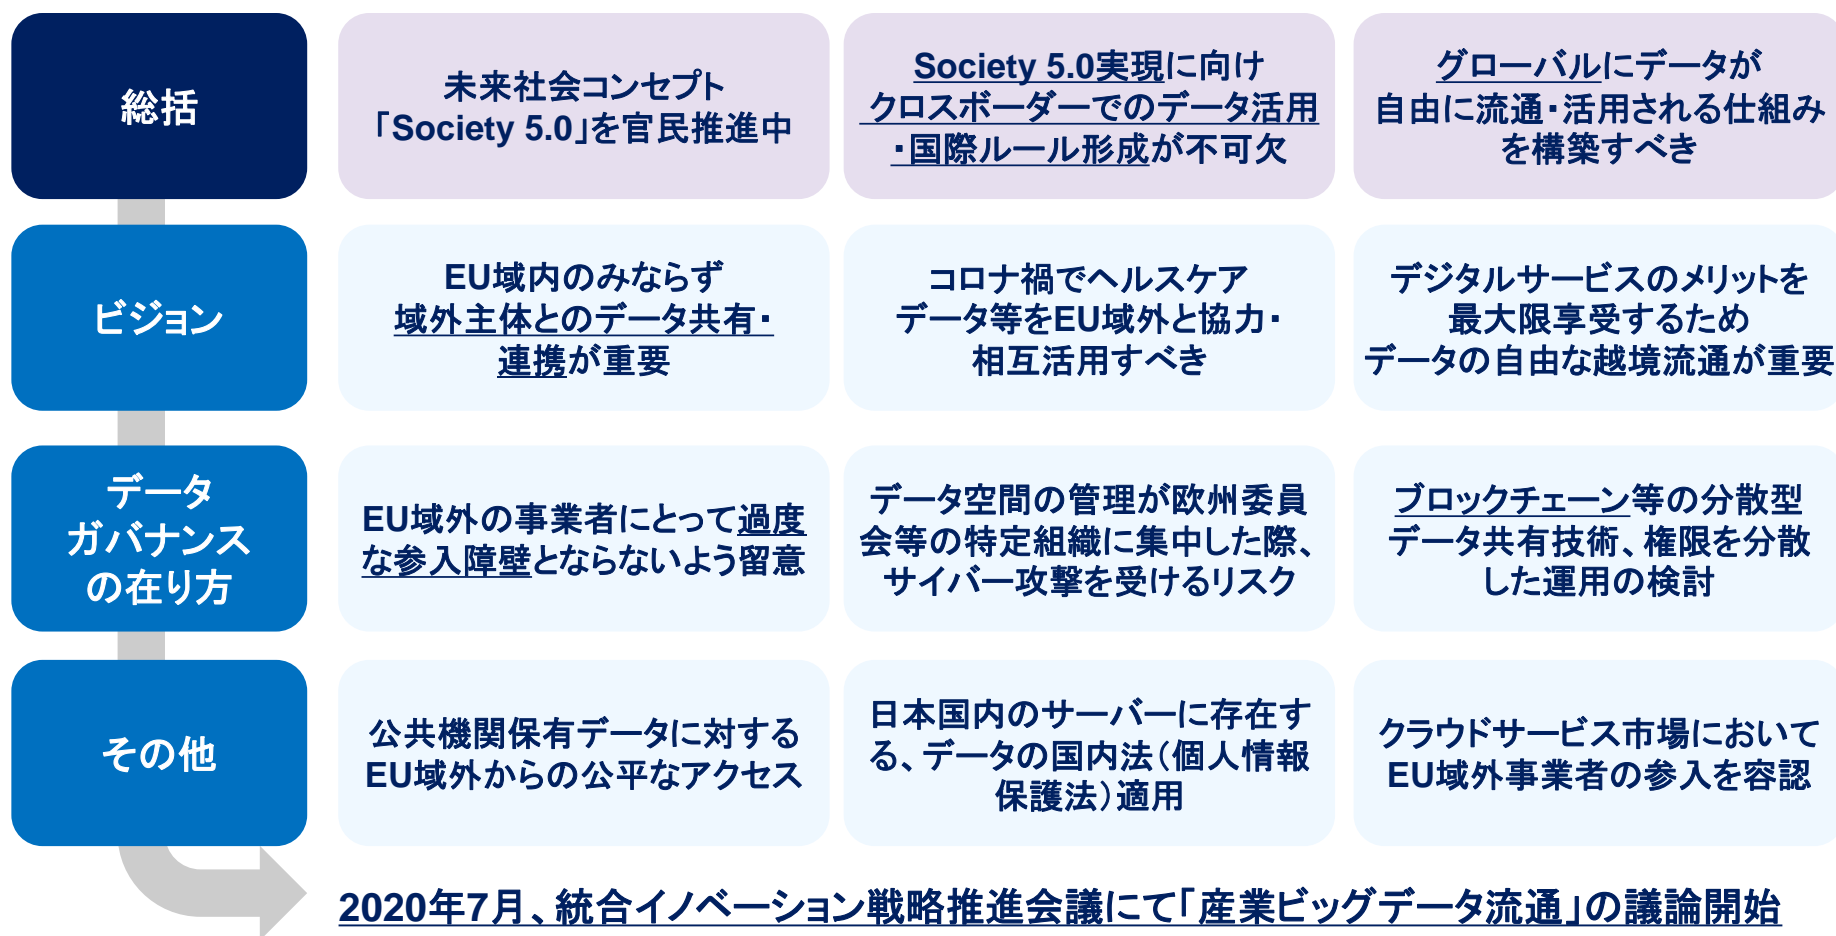 総括
未来社会コンセプト
「Society 5.0」を官民推進中
Society 5.0実現に向け
クロスボーダーでのデータ活用
・国際ルール形成が不可欠
グローバルにデータが
自由に流通・活用される仕組み
を構築すべき
ビジョン
EU域内のみならず
域外主体とのデータ共有・
連携が重要
コロナ禍でヘルスケア
データ等をEU域外と協力・
相互活用すべき
デジタルサービスのメリットを
最大限享受するため
データの自由な越境流通が重要
データ
ガバナンス
の在り方
EU域外の事業者にとって過度
な参入障壁とならないよう留意
データ空間の管理が欧州委員
会等の特定組織に集中した際、
サイバー攻撃を受けるリスク
ブロックチェーン等の分散型
データ共有技術、権限を分散
した運用の検討
その他
公共機関保有データに対する
EU域外からの公平なアクセス
日本国内のサーバーに存在す
る、データの国内法（個人情報
保護法）適用
クラウドサービス市場において
EU域外事業者の参入を容認
2020年7月、統合イノベーション戦略推進会議にて「産業ビッグデータ流通」の議論開始